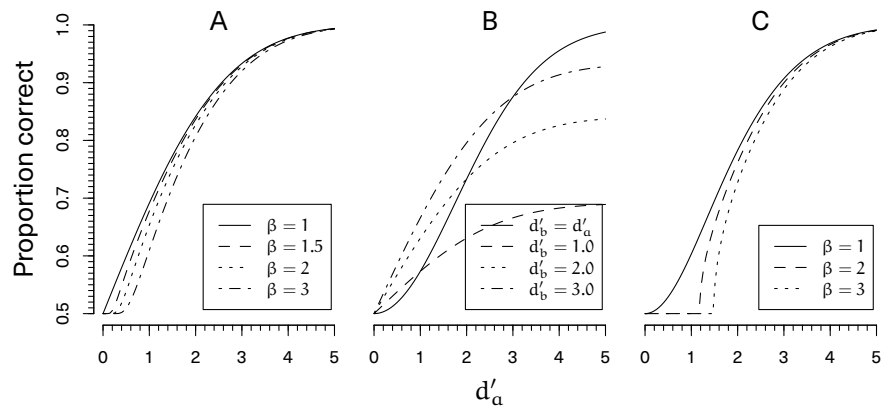 A B C
Proportion correct
1.0
0.9
0.8
0.7
0.6
0.5
β = 1
β = 1.5
β = 2
β = 3
0 1 2 3 4 5
d′b = d′a
d′b = 1.0
d′b = 2.0
d′b = 3.0
0 1 2 3 4 5
β = 1
β = 2
β = 3
0 1 2 3 4 5
d′a